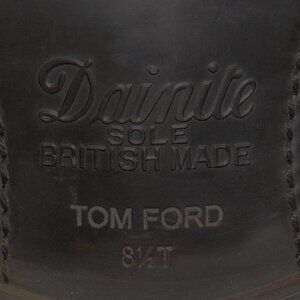 Dainite
SOLE
BRITISH MADE
TOM FORD
8½T